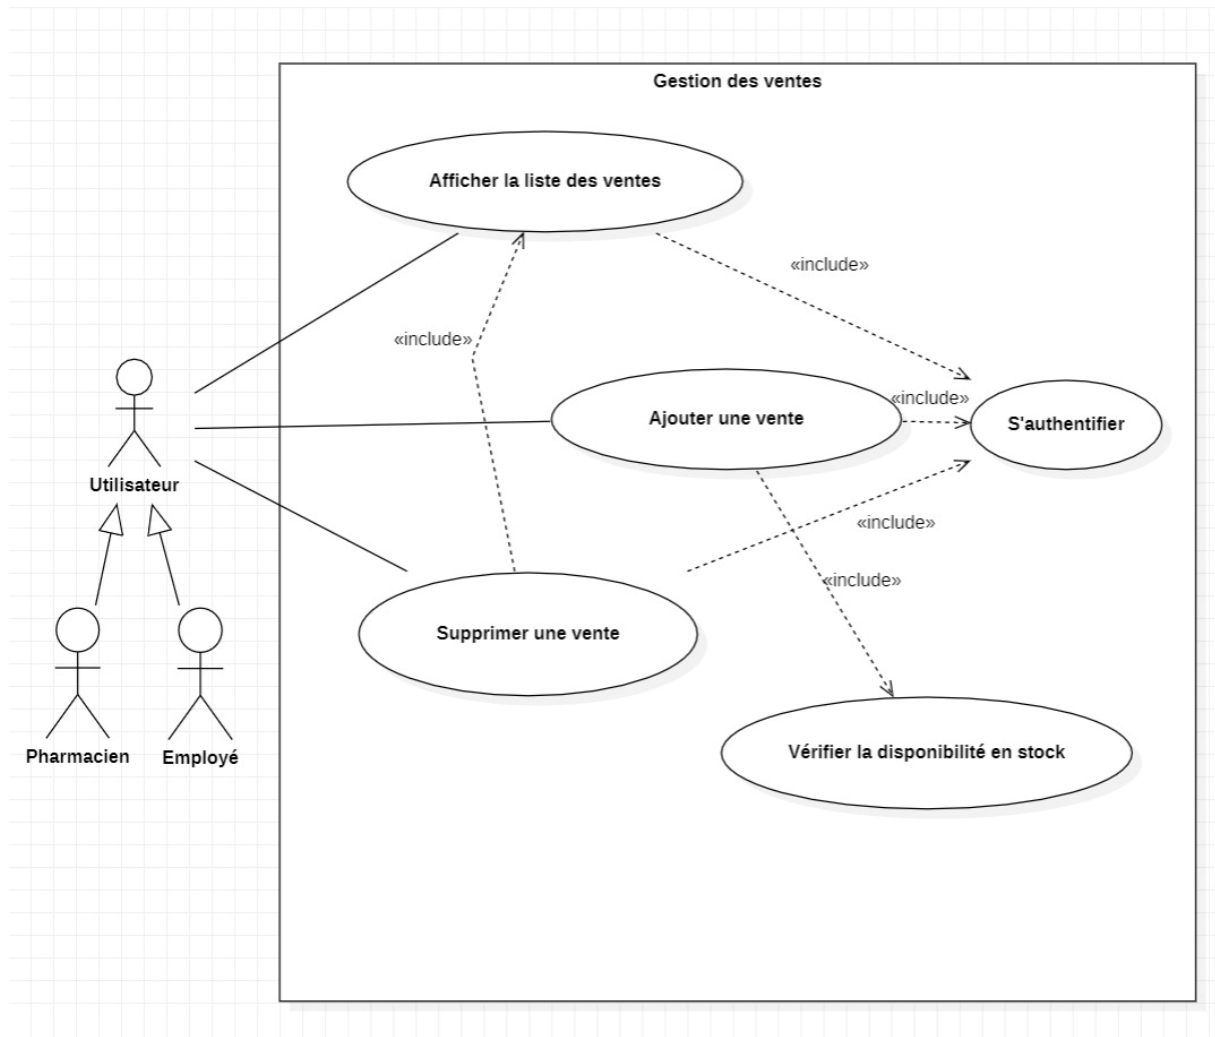 Gestion des ventes
Afficher la liste des ventes
«include»
«include»
«include»
Ajouter une vente
S'authentifier
Utilisateur
«include»
«include»
Supprimer une vente
Vérifier la disponibilité en stock
Pharmacien
Employé